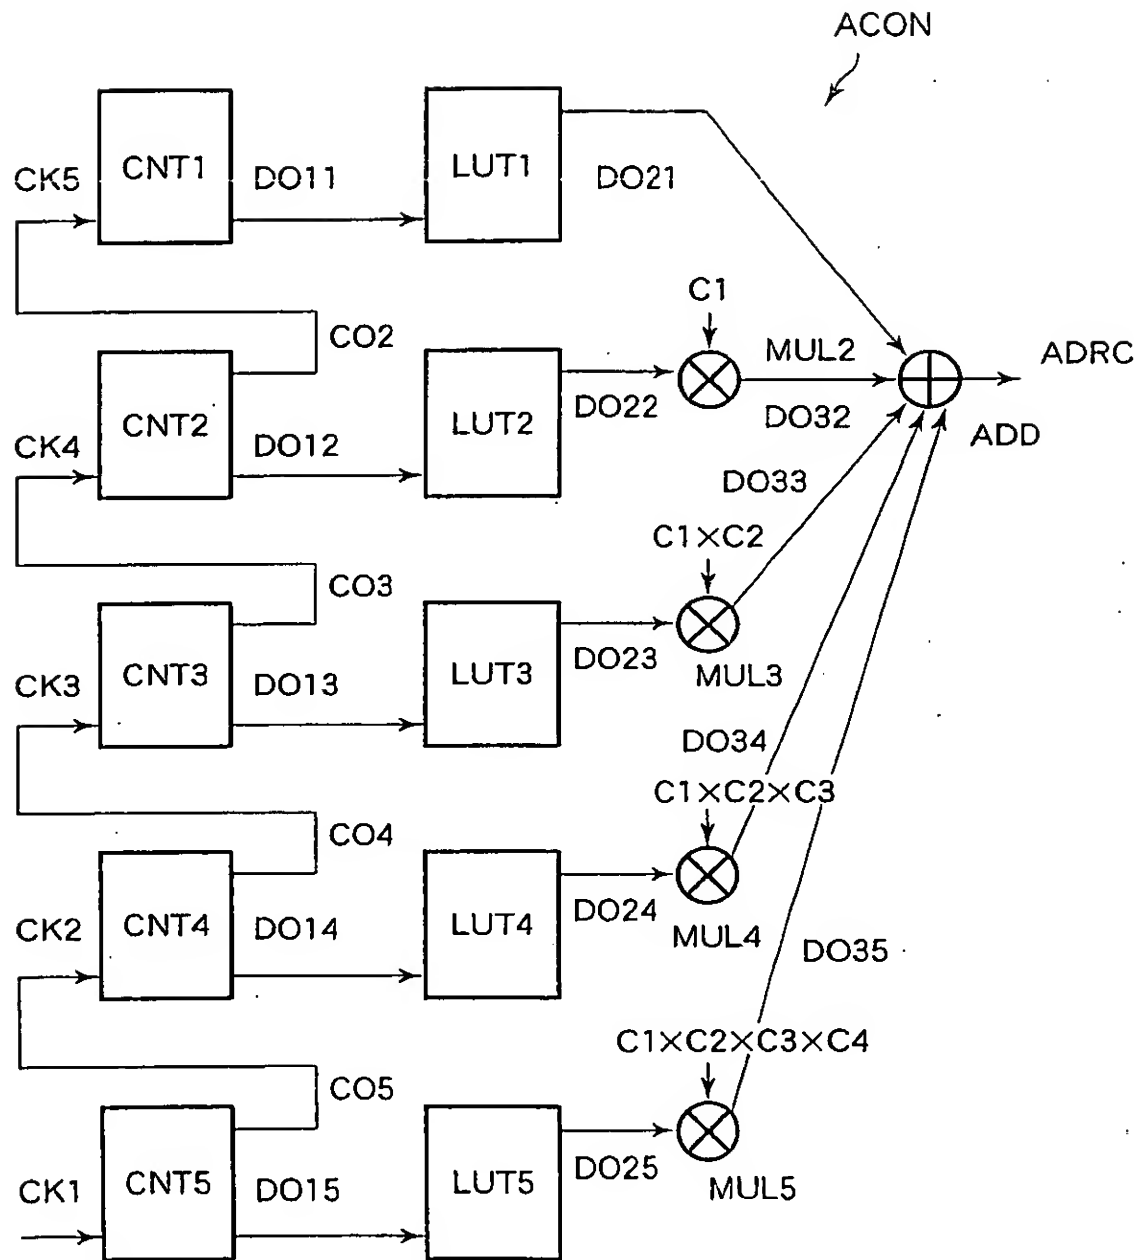 ACON
CK5
CNT1
DO11
LUT1
DO21
CO2
C1
MUL2
ADRC
CK4
CNT2
DO12
LUT2
DO22
DO32
ADD
CO3
C1×C2
DO33
CK3
CNT3
DO13
LUT3
DO23
MUL3
CO4
DO34
C1×C2×C3
CK2
CNT4
DO14
LUT4
DO24
MUL4
DO35
CO5
C1×C2×C3×C4
CK1
CNT5
DO15
LUT5
DO25
MUL5